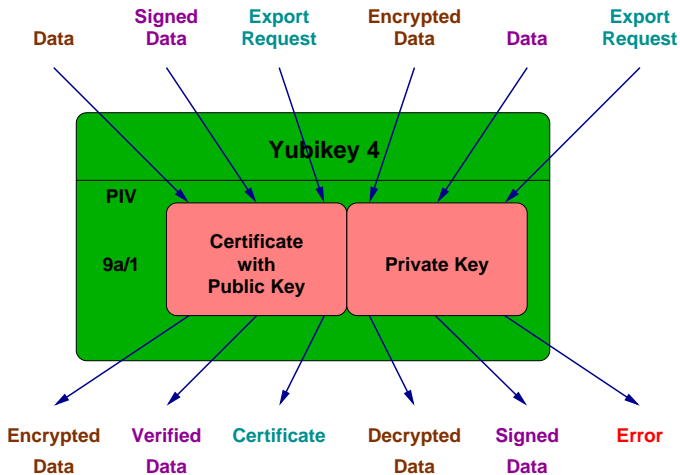 Data
Signed
Data
Export
Request
Encrypted
Data
Data
Export
Request
Yubikey 4
PIV
9a/1
Certificate
with
Public Key
Private Key
Encrypted
Data
Verified
Data
Certificate
Decrypted
Data
Signed
Data
Error